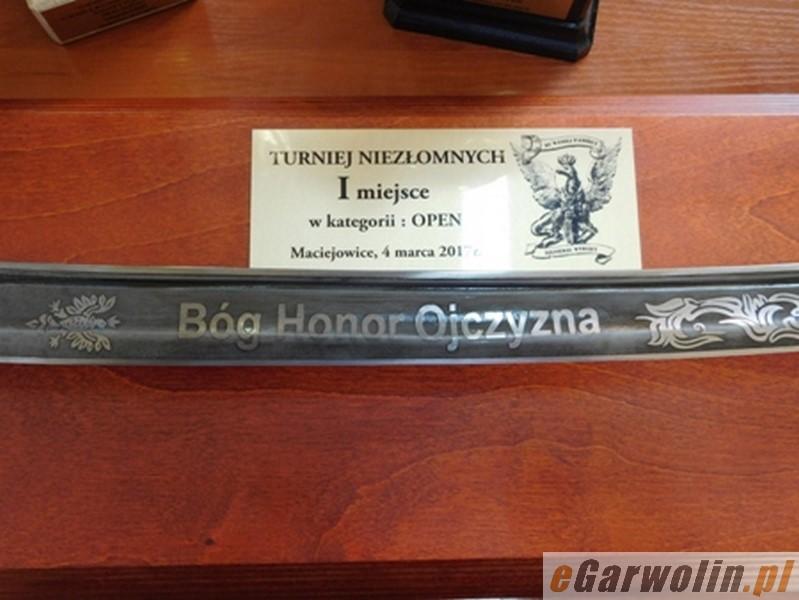 TURNIEJ NIEZŁOMNYCH
I miejsce
w kategorii : OPEN
Maciejowice, 4 marca 2017r.
Bóg Honor Ojczyzna
eGarwolin.pl